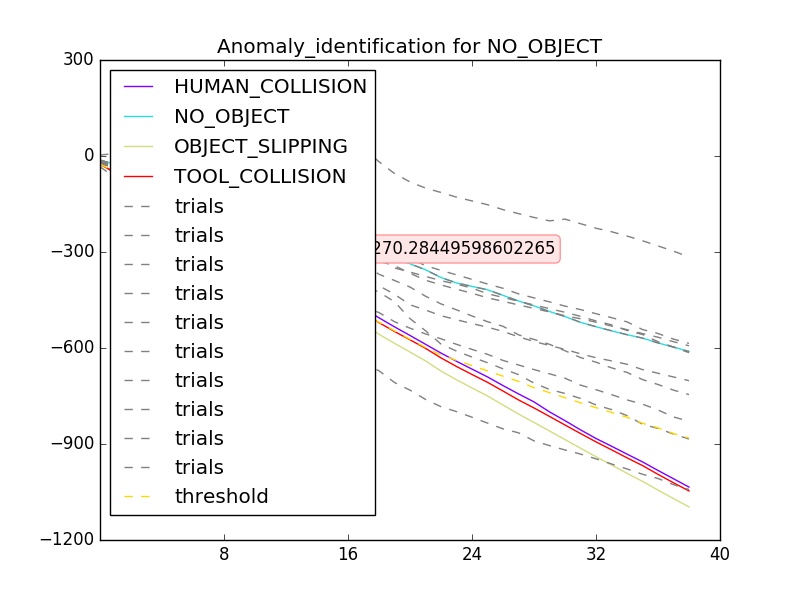 Anomaly_identification for NO_OBJECT
300
0
−300
−600
−900
−1200
8
16
24
32
40
HUMAN_COLLISION
NO_OBJECT
OBJECT_SLIPPING
TOOL_COLLISION
trials
trials
trials
trials
trials
trials
trials
trials
trials
trials
threshold
270.28449598602265